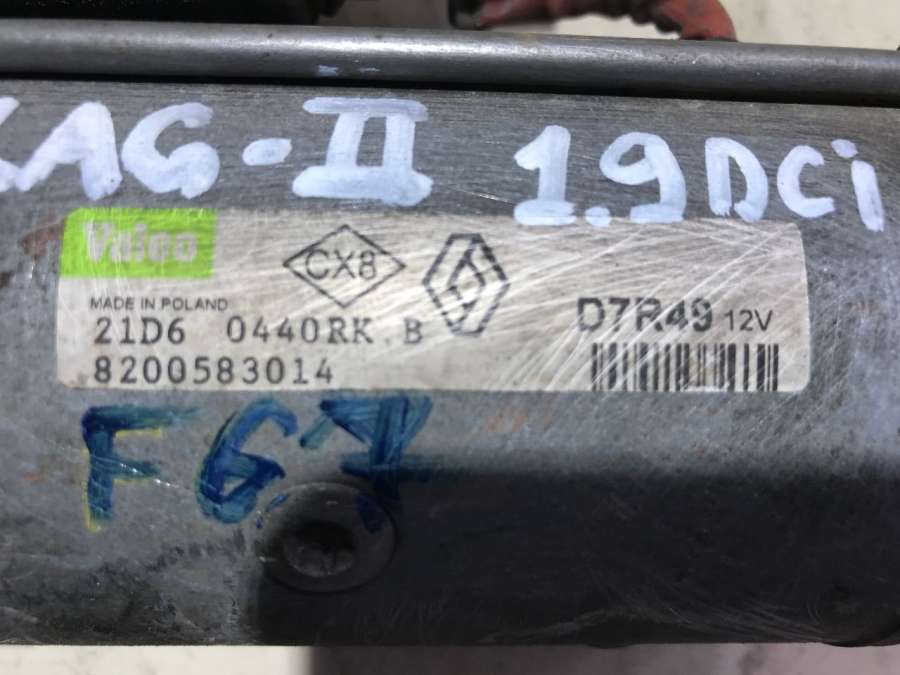 AG-II 1.9DCi
Valeo
CX8
D7R49 12V
MADE IN POLAND
21D6 0440RK.B
8200583014
F67